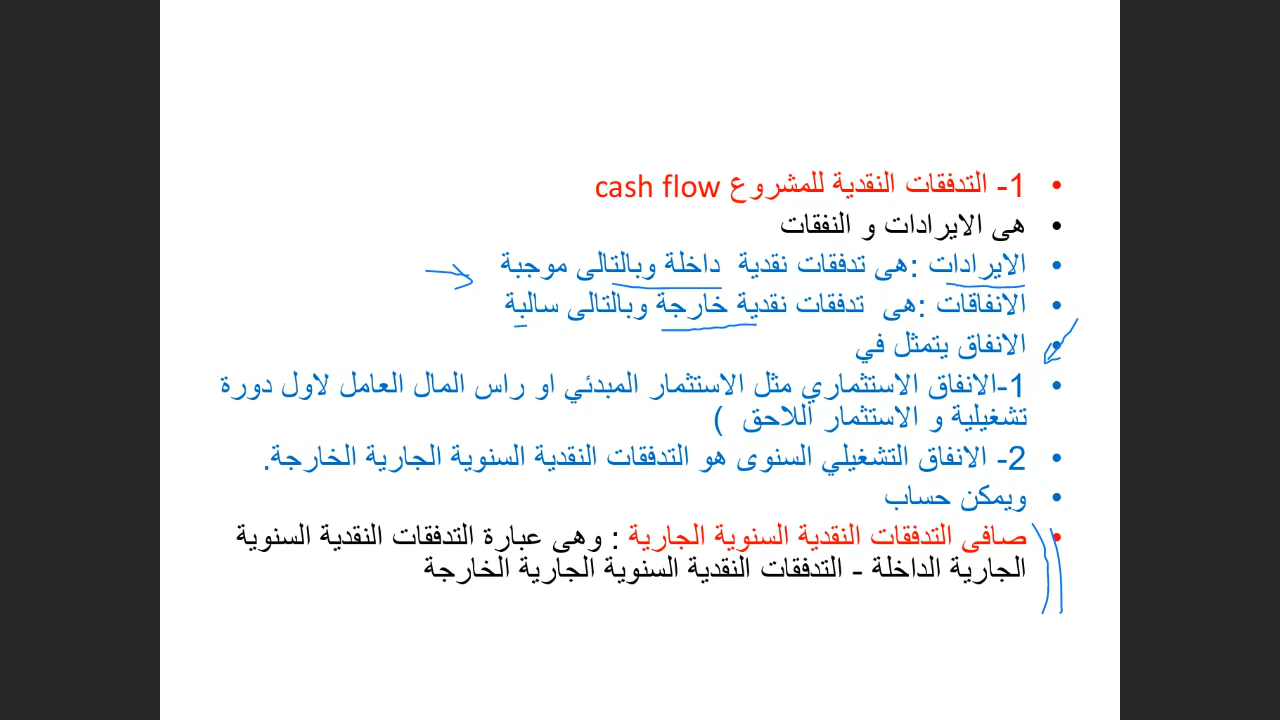 • 1- التدفقات النقدية للمشروع cash flow
• هى الايرادات و النفقات
• الايرادات :هى تدفقات نقدية داخلة وبالتالى موجبة
• الانفاقات :هى تدفقات نقدية خارجة وبالتالى سالبة
• الانفاق يتمثل في
• 1-الانفاق الاستثماري مثل الاستثمار المبدئي او راس المال العامل لاول دورة
تشغيلية و الاستثمار اللاحق )
• 2- الانفاق التشغيلي السنوى هو التدفقات النقدية السنوية الجارية الخارجة.
• ويمكن حساب
• صافى التدفقات النقدية السنوية الجارية : وهى عبارة التدفقات النقدية السنوية
الجارية الداخلة - التدفقات النقدية السنوية الجارية الخارجة